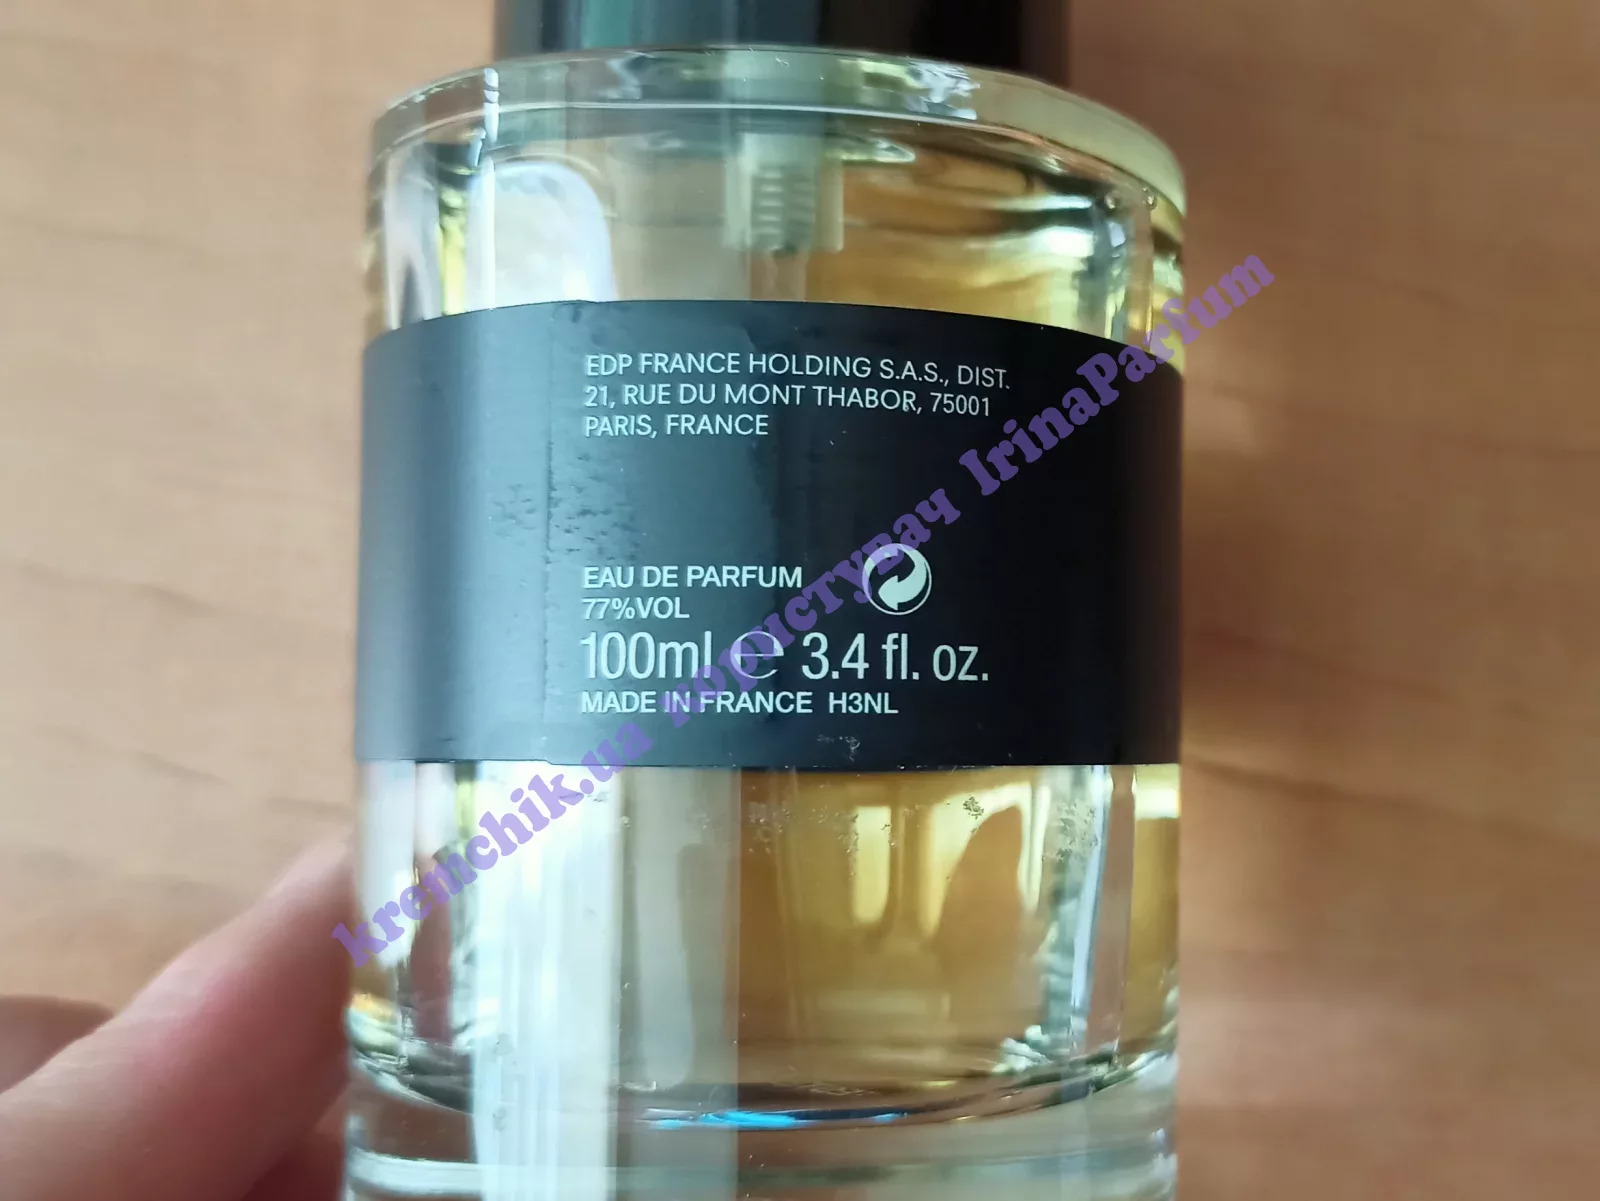 EDP FRANCE HOLDING S.A.S., DIST.
21, RUE DU MONT THABOR, 75001
PARIS, FRANCE
EAU DE PARFUM
77%VOL
100ml ℮ 3.4 fl. oz.
MADE IN FRANCE H3NL
kremchik.ua користувач IrinaParfum